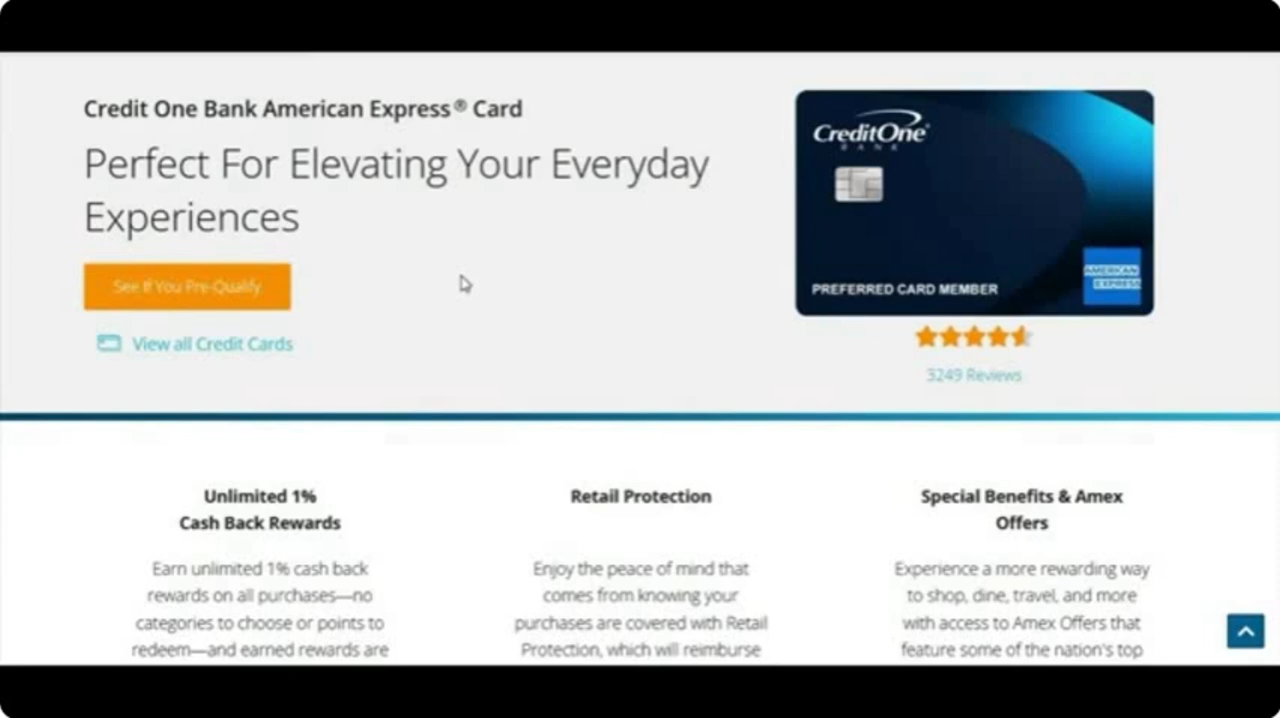 Credit One Bank American Express® Card
Perfect For Elevating Your Everyday
Experiences
See If You Pre-Qualify
View all Credit Cards
CreditOne®
BANK
PREFERRED CARD MEMBER
AMERICAN
EXPRESS
3249 Reviews
Unlimited 1%
Cash Back Rewards
Earn unlimited 1% cash back
rewards on all purchases—no
categories to choose or points to
redeem—and earned rewards are
Retail Protection
Enjoy the peace of mind that
comes from knowing your
purchases are covered with Retail
Protection, which will reimburse
Special Benefits & Amex
Offers
Experience a more rewarding way
to shop, dine, travel, and more
with access to Amex Offers that
feature some of the nation's top